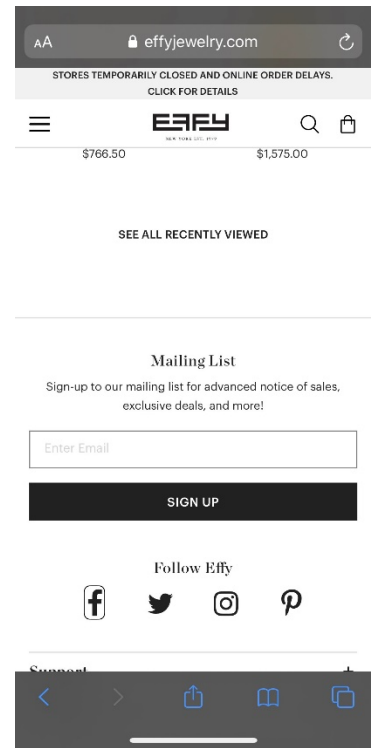 AA effyjewelry.com
STORES TEMPORARILY CLOSED AND ONLINE ORDER DELAYS.
CLICK FOR DETAILS
EFFY
NEW YORK EST. 1979
$766.50 $1,575.00
SEE ALL RECENTLY VIEWED
Mailing List
Sign-up to our mailing list for advanced notice of sales,
exclusive deals, and more!
Enter Email
SIGN UP
Follow Effy
Support +